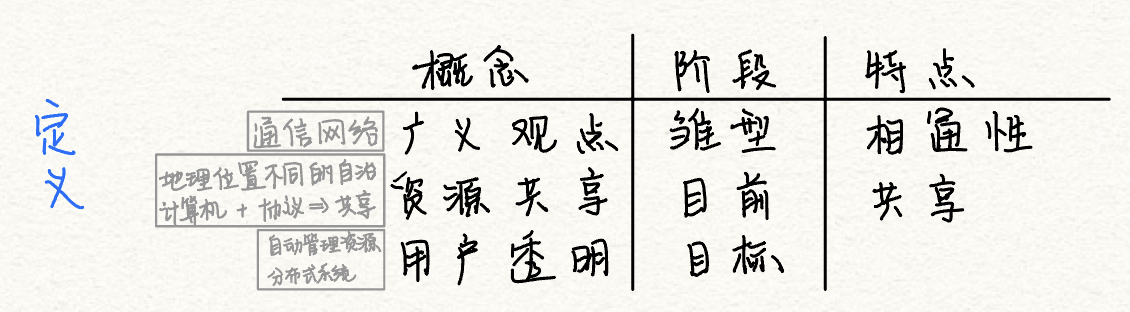 概念 阶段 特点
定义
通信网络 广义观点 雏型 相通性
地理位置不同的自治
计算机 + 协议 ⇒ 共享
资源共享 目前 共享
自动管理资源
分布式系统
用户透明 目标